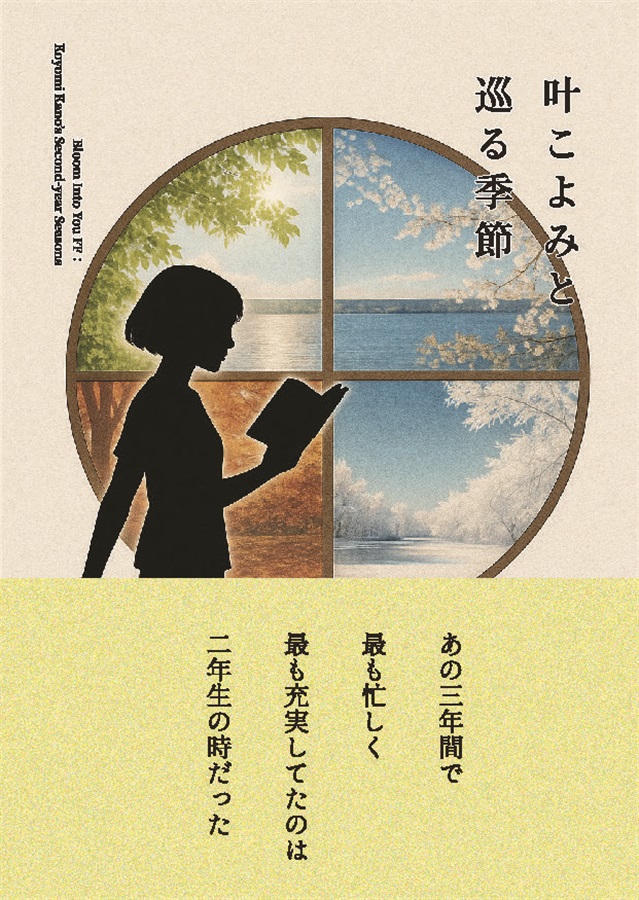 叶こよみと
巡る季節
Bloom Into You FF :
Koyomi Kano's Second-year Seasons
あの三年間で
最も忙しく
最も充実してたのは
二年生の時だった